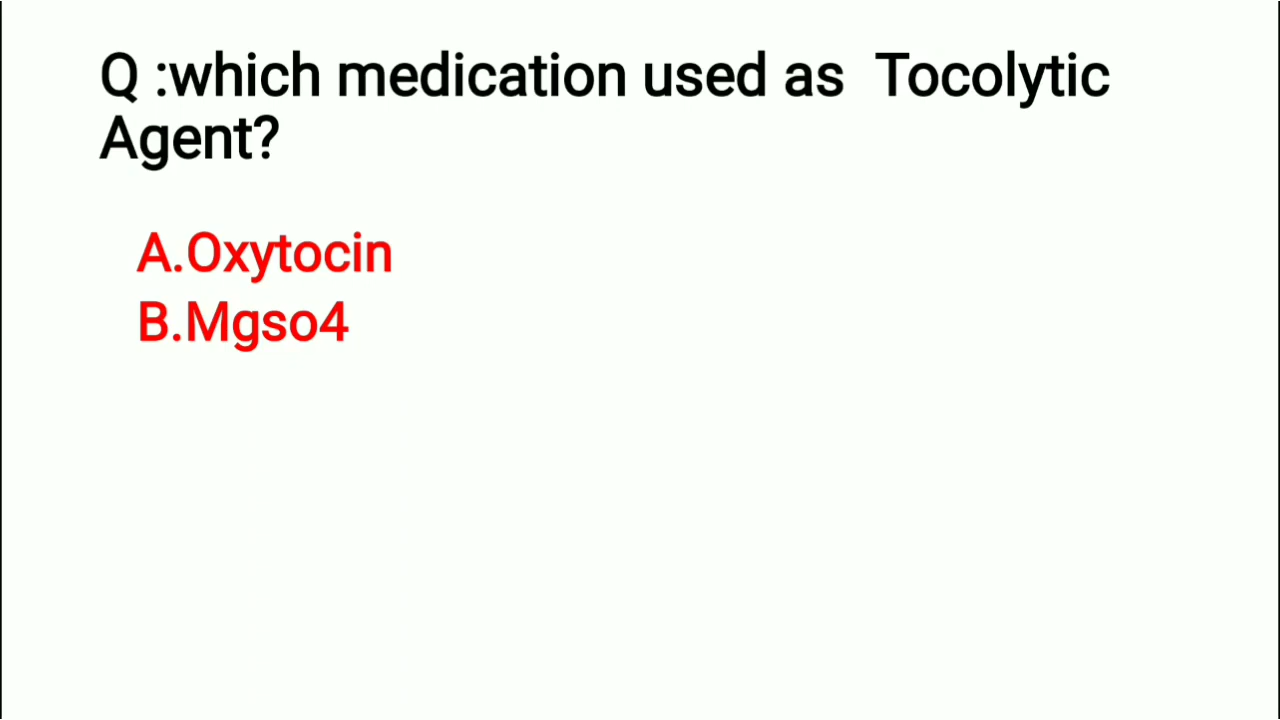 Q :which medication used as  Tocolytic
Agent?
A.Oxytocin
B.Mgso4